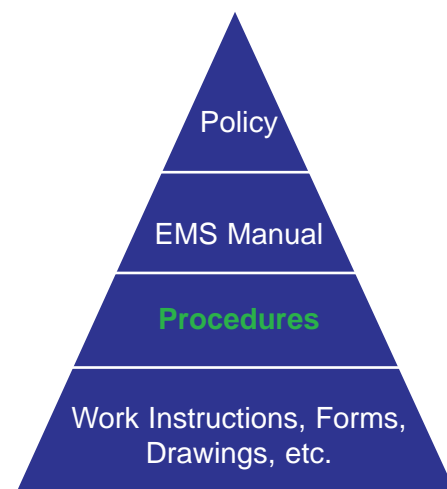 Policy
EMS Manual
Procedures
Work Instructions, Forms,
Drawings, etc.